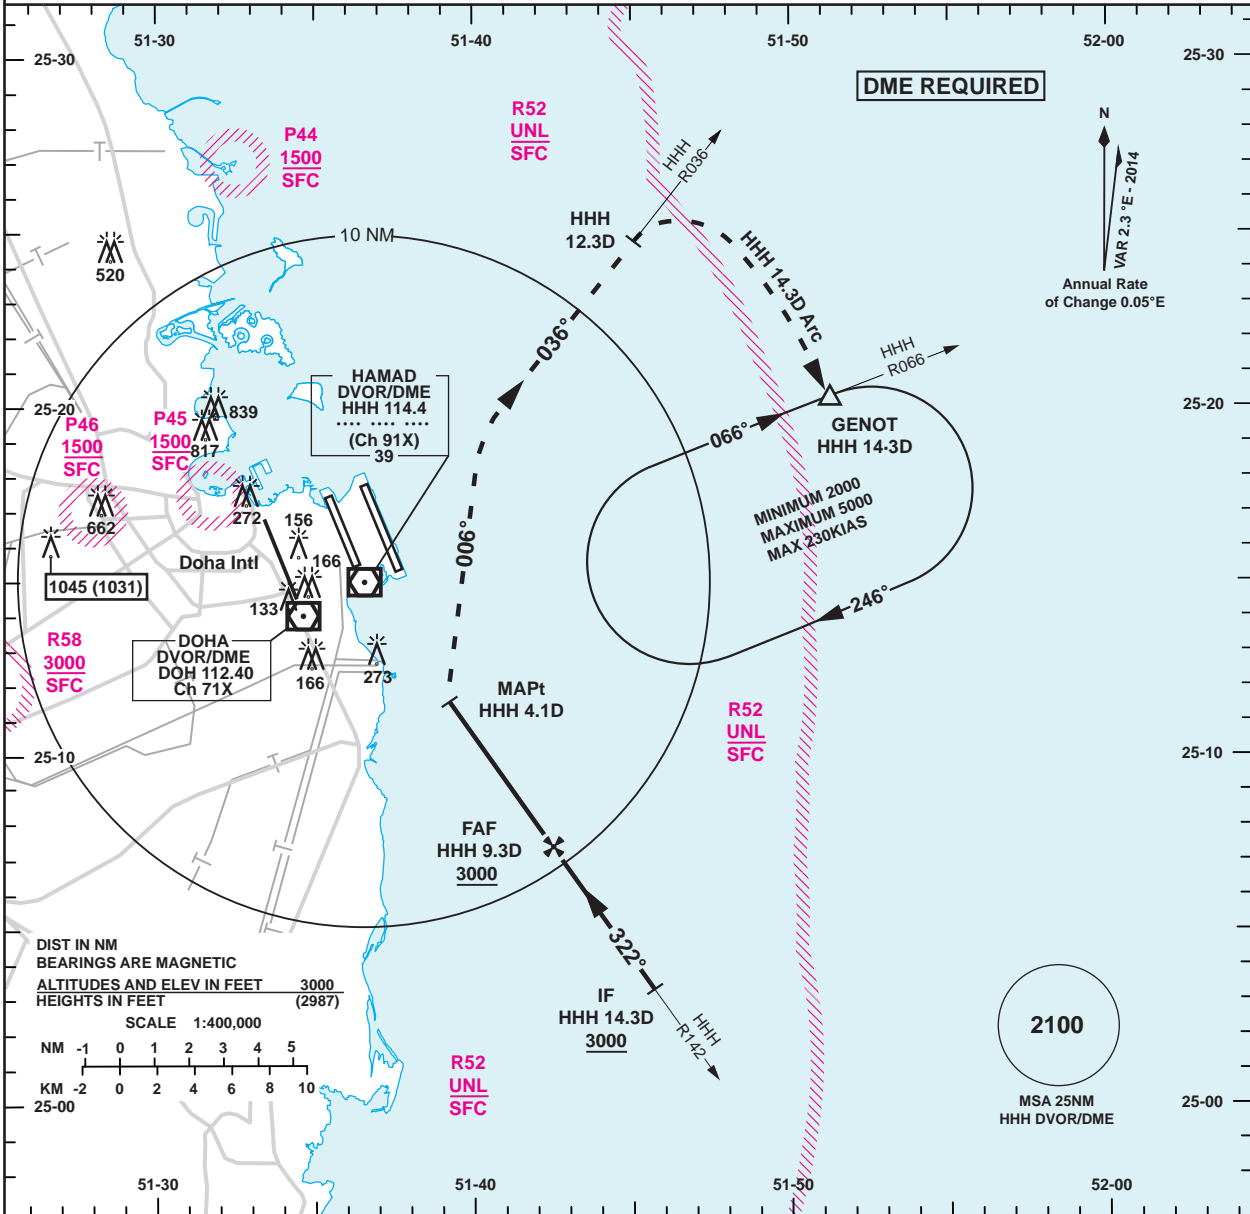 51-30
51-40
51-50
52-00
25-30
25-30
DME REQUIRED
R52
UNL
SFC
P44
1500
SFC
N
VAR 2.3 °E - 2014
Annual Rate
of Change 0.05°E
HHH
R036
HHH
12.3D
10 NM
520
HHH 14.3D Arc
036°
HHH
R066
HAMAD
DVOR/DME
HHH 114.4
.... .... ....
(Ch 91X)
39
25-20
25-20
839
817
P46
1500
SFC
P45
1500
SFC
GENOT
HHH 14-3D
066°
MINIMUM 2000
MAXIMUM 5000
MAX 230KIAS
662
272
156
006°
Doha Intl
166
1045 (1031)
133
246°
R58
3000
SFC
DOHA
DVOR/DME
DOH 112.40
Ch 71X
166
273
MAPt
HHH 4.1D
R52
UNL
SFC
25-10
25-10
FAF
HHH 9.3D
3000
322°
DIST IN NM
BEARINGS ARE MAGNETIC
ALTITUDES AND ELEV IN FEET 3000
HEIGHTS IN FEET (2987)
SCALE 1:400,000
NM -1 0 1 2 3 4 5
KM -2 0 2 4 6 8 10
IF
HHH 14.3D
3000
HHH
R142
2100
MSA 25NM
HHH DVOR/DME
R52
UNL
SFC
25-00
25-00
51-30
51-40
51-50
52-00